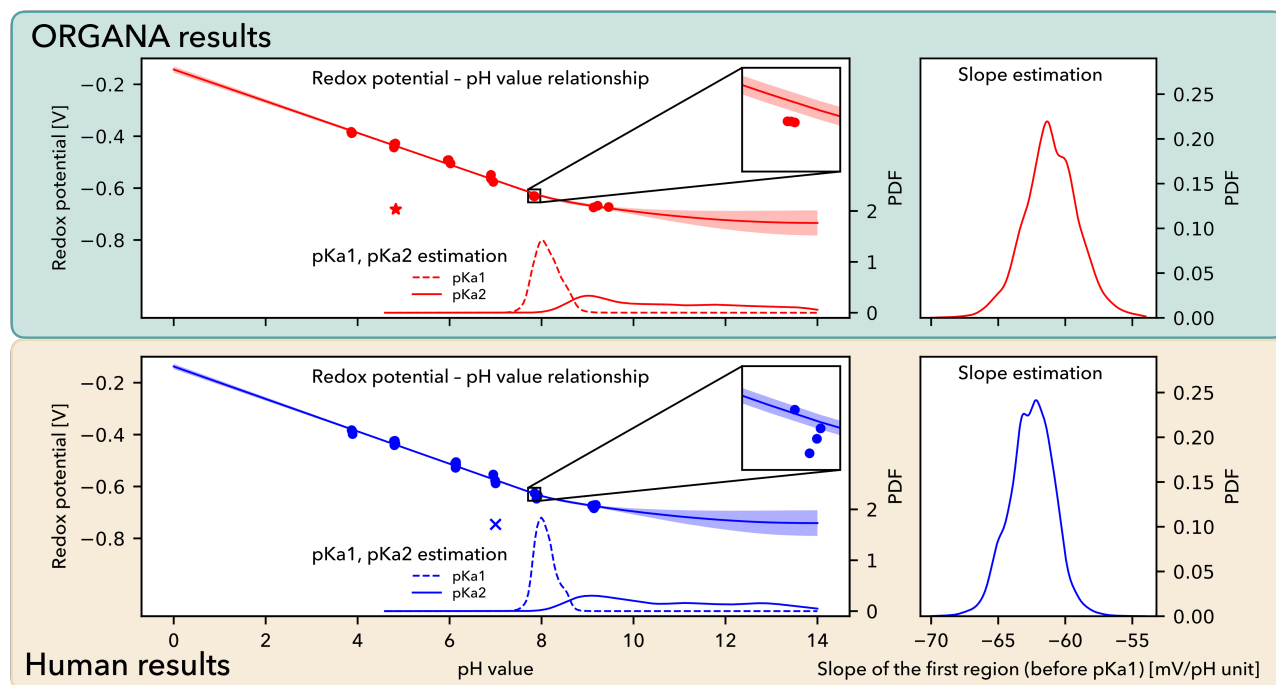 ORGANA results
Redox potential – pH value relationship
Slope estimation
−0.2
−0.4
−0.6
−0.8
Redox potential [V]
pKa1, pKa2 estimation
pKa1
pKa2
2
1
0
PDF
0.25
0.20
0.15
0.10
0.05
0.00
PDF
Redox potential – pH value relationship
Slope estimation
−0.2
−0.4
−0.6
−0.8
Redox potential [V]
pKa1, pKa2 estimation
pKa1
pKa2
2
1
0
PDF
0.25
0.20
0.15
0.10
0.05
0.00
PDF
0 2 4 6 8 10 12 14
−70 −65 −60 −55
Human results
pH value
Slope of the first region (before pKa1) [mV/pH unit]